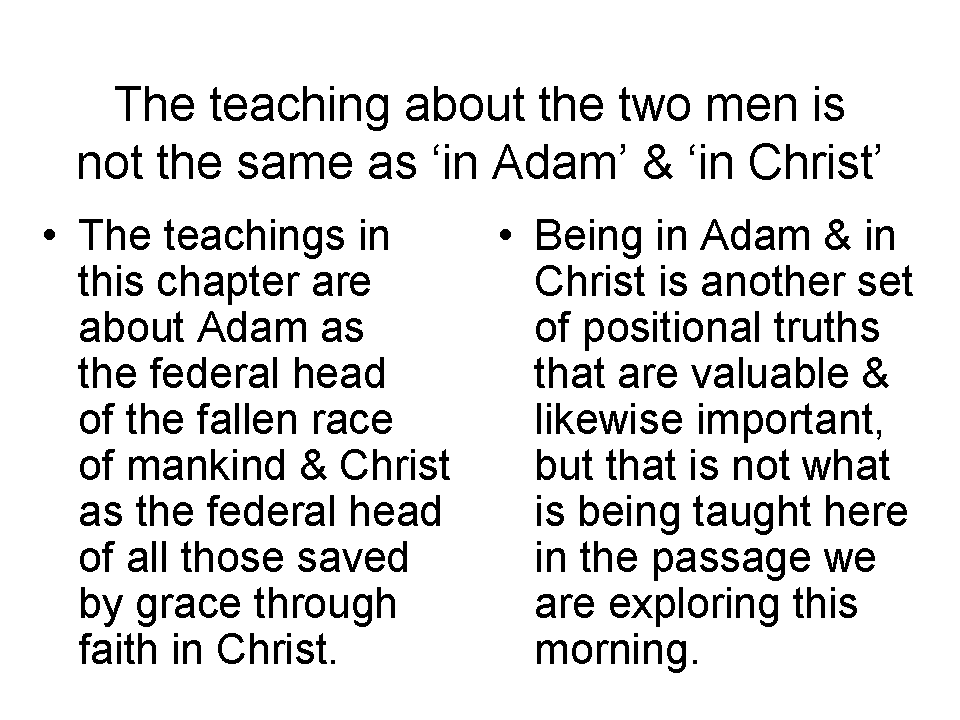 The teaching about the two men is
not the same as ‘in Adam’ & ‘in Christ’
• The teachings in
this chapter are
about Adam as
the federal head
of the fallen race
of mankind & Christ
as the federal head
of all those saved
by grace through
faith in Christ.
• Being in Adam & in
Christ is another set
of positional truths
that are valuable &
likewise important,
but that is not what
is being taught here
in the passage we
are exploring this
morning.